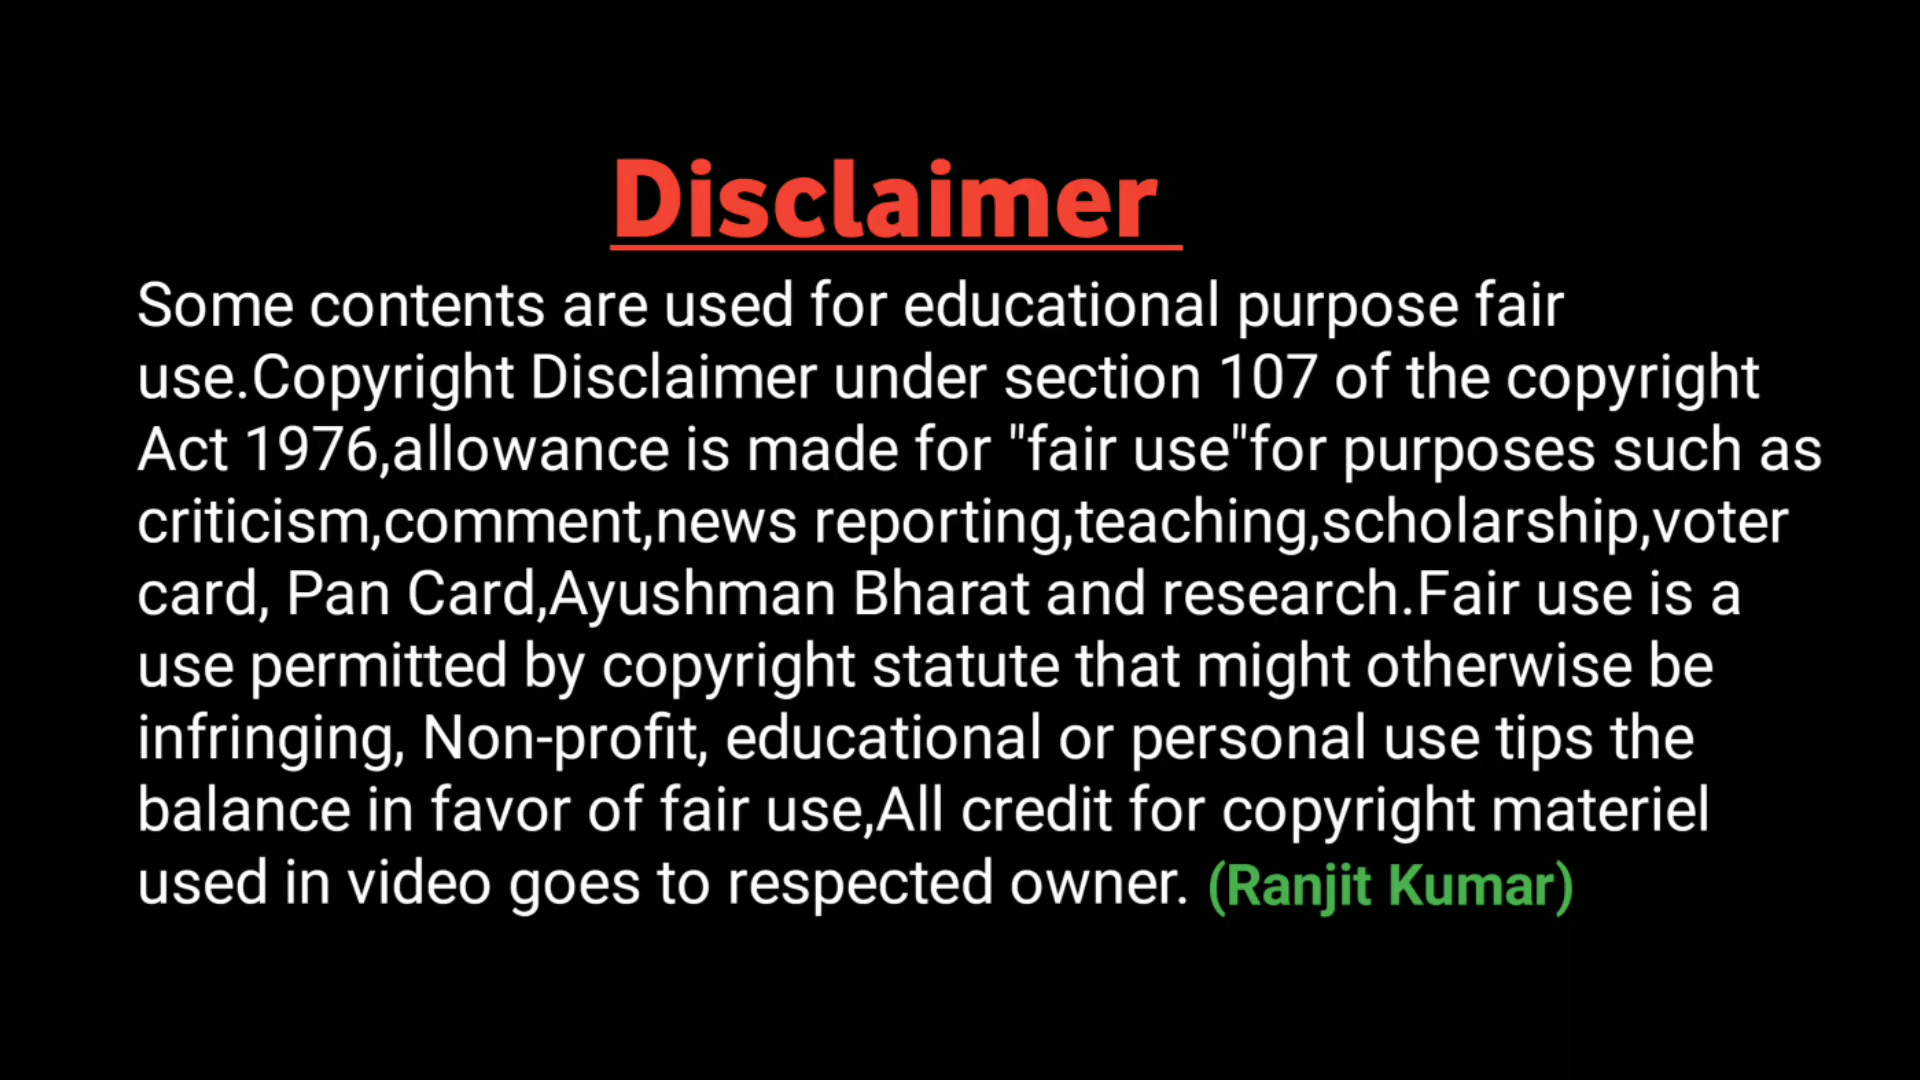 Disclaimer
Some contents are used for educational purpose fair
use.Copyright Disclaimer under section 107 of the copyright
Act 1976,allowance is made for "fair use"for purposes such as
criticism,comment,news reporting,teaching,scholarship,voter
card, Pan Card,Ayushman Bharat and research.Fair use is a
use permitted by copyright statute that might otherwise be
infringing, Non-profit, educational or personal use tips the
balance in favor of fair use,All credit for copyright materiel
used in video goes to respected owner. (Ranjit Kumar)